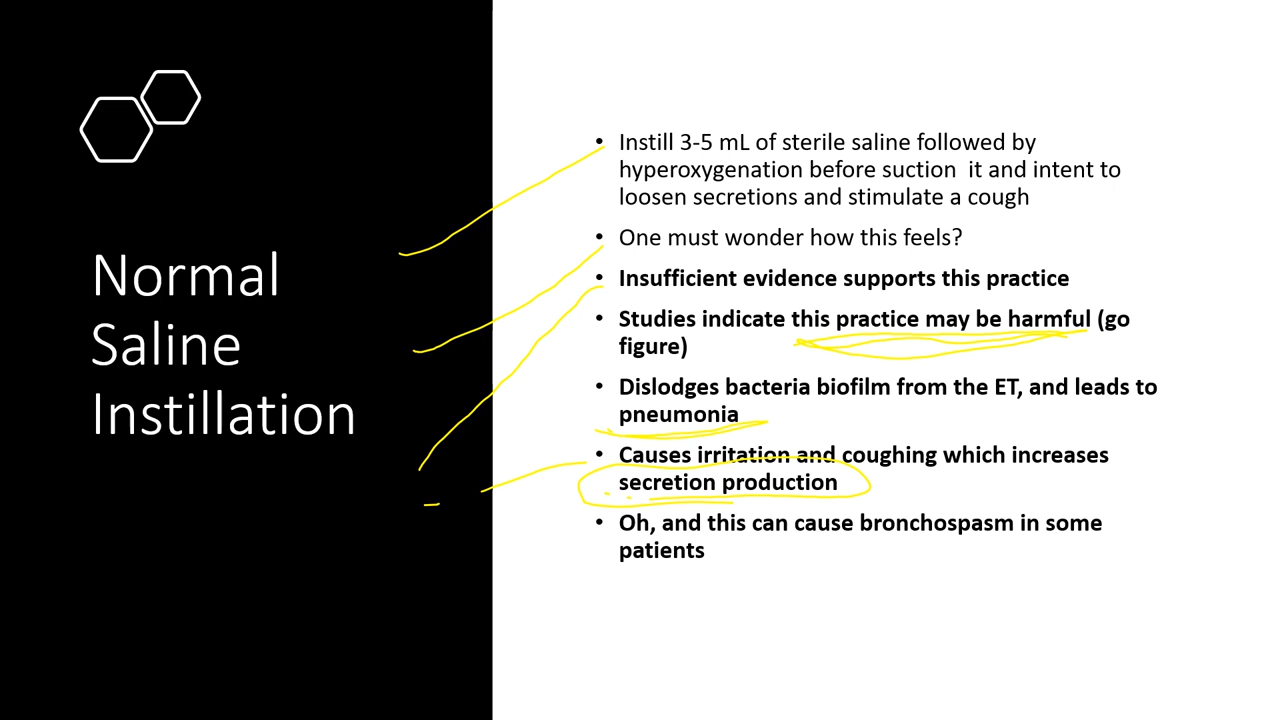 Normal
Saline
Instillation
• Instill 3-5 mL of sterile saline followed by
hyperoxygenation before suction  it and intent to
loosen secretions and stimulate a cough
• One must wonder how this feels?
• Insufficient evidence supports this practice
• Studies indicate this practice may be harmful (go
figure)
• Dislodges bacteria biofilm from the ET, and leads to
pneumonia
• Causes irritation and coughing which increases
secretion production
• Oh, and this can cause bronchospasm in some
patients